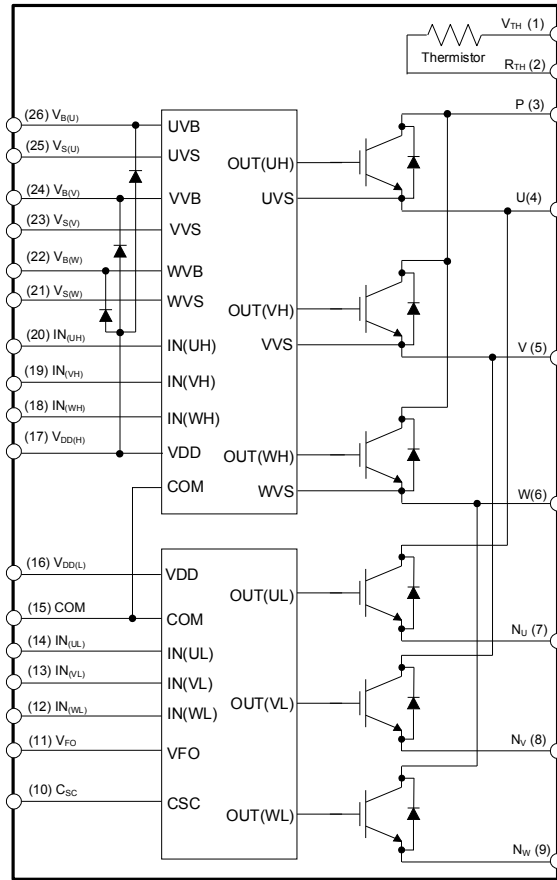 VTH (1)
Thermistor
RTH (2)
P (3)
(26) VB(U)
UVB
(25) VS(U)
UVS
OUT(UH)
UVS
U(4)
(24) VB(V)
VVB
(23) VS(V)
VVS
(22) VB(W)
WVB
(21) VS(W)
WVS
OUT(VH)
VVS
V (5)
(20) IN(UH)
IN(UH)
(19) IN(VH)
IN(VH)
(18) IN(WH)
IN(WH)
(17) VDD(H)
VDD
OUT(WH)
COM
WVS
W(6)
(16) VDD(L)
VDD
OUT(UL)
(15) COM
COM
NU (7)
(14) IN(UL)
IN(UL)
(13) IN(VL)
IN(VL)
OUT(VL)
(12) IN(WL)
IN(WL)
(11) VFO
VFO
NV (8)
(10) CSC
CSC
OUT(WL)
NW (9)